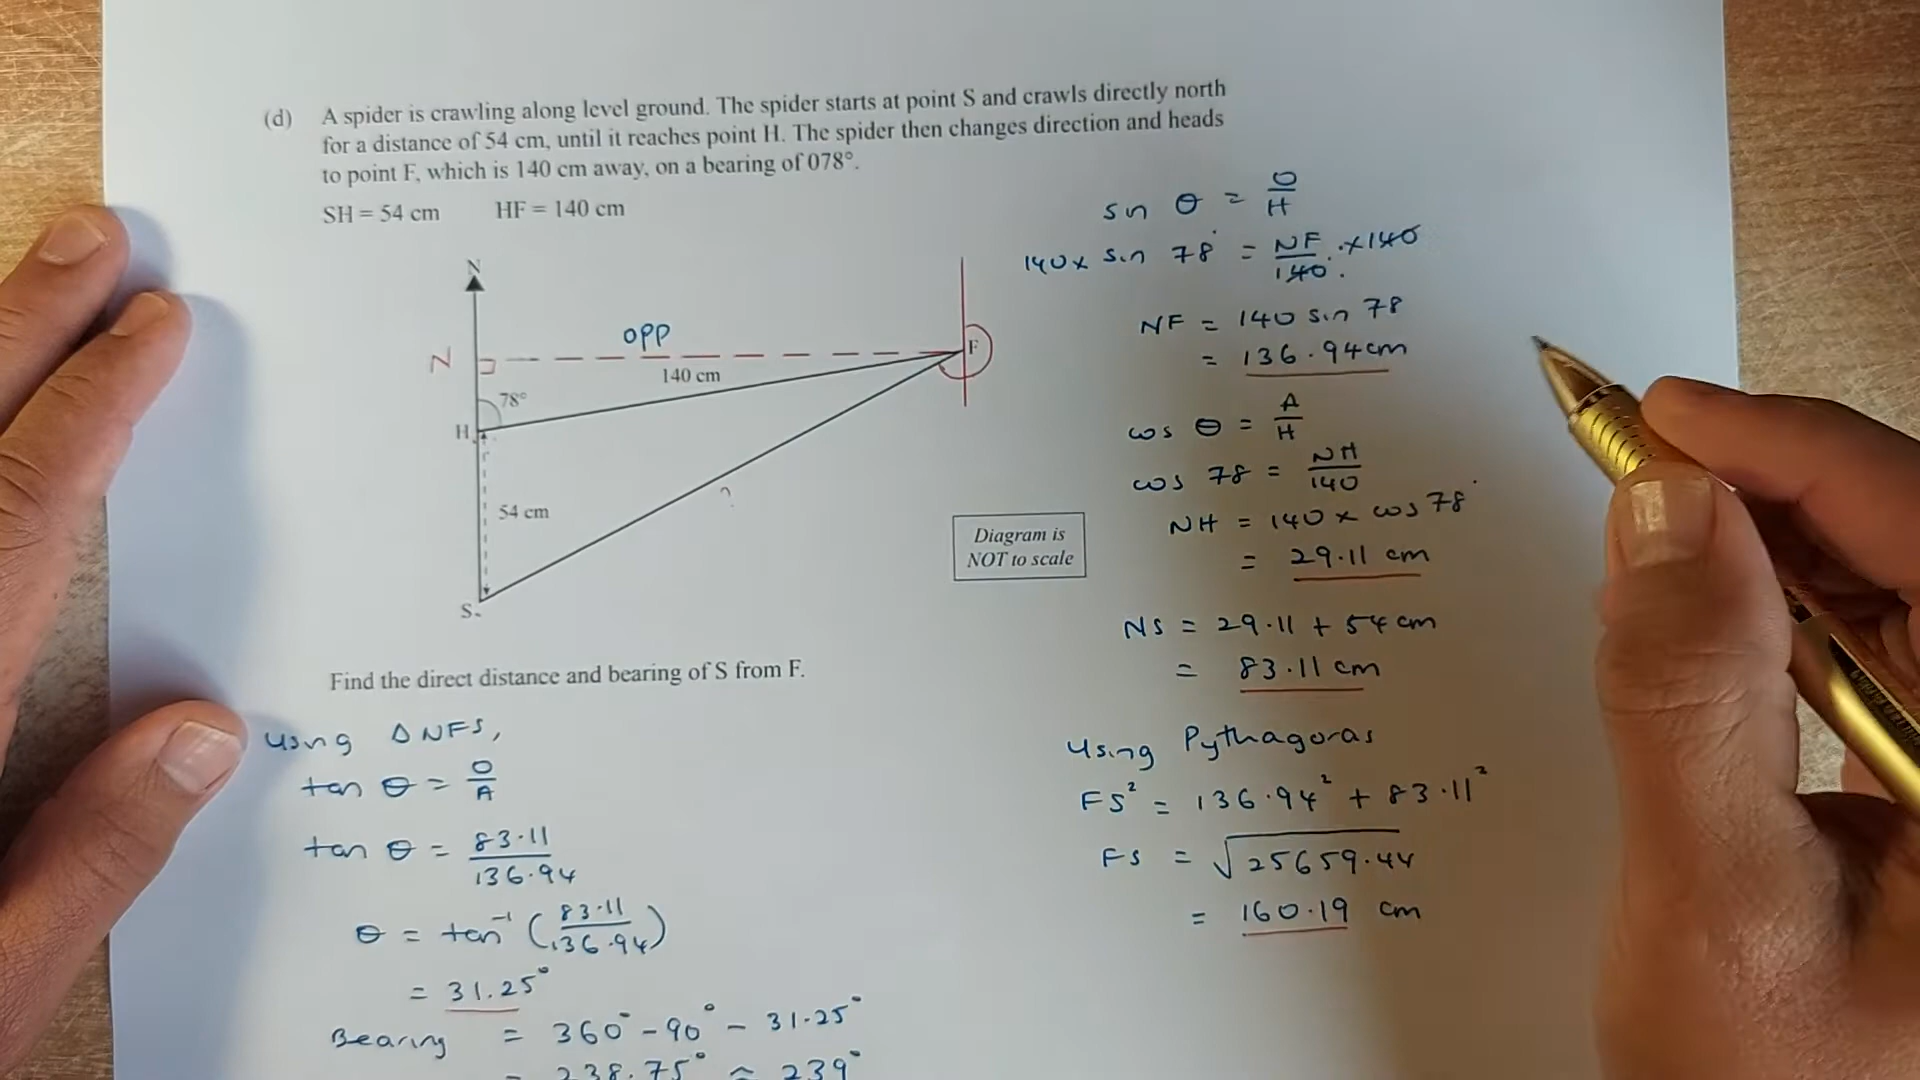 (d) A spider is crawling along level ground. The spider starts at point S and crawls directly north
for a distance of 54 cm, until it reaches point H. The spider then changes direction and heads
to point F, which is 140 cm away, on a bearing of 078°.
SH = 54 cm HF = 140 cm
N
N
OPP
F
140 cm
78°
H
54 cm
?
S
Diagram is
NOT to scale
Find the direct distance and bearing of S from F.
using Δ NFS,
tan θ = O/A
tan θ = 83.11/136.94
θ = tan⁻¹ (83.11/136.94)
= 31.25°
Bearing = 360° - 90° - 31.25°
= 238.75° ≈ 239°
sin θ = O/H
140 x sin 78° = NF/140 . x 140
NF = 140 sin 78
= 136.94cm
cos θ = A/H
cos 78 = NH/140
NH = 140 x cos 78°
= 29.11 cm
NS = 29.11 + 54 cm
= 83.11 cm
Using Pythagoras
FS² = 136.94² + 83.11²
FS = √25659.44
= 160.19 cm